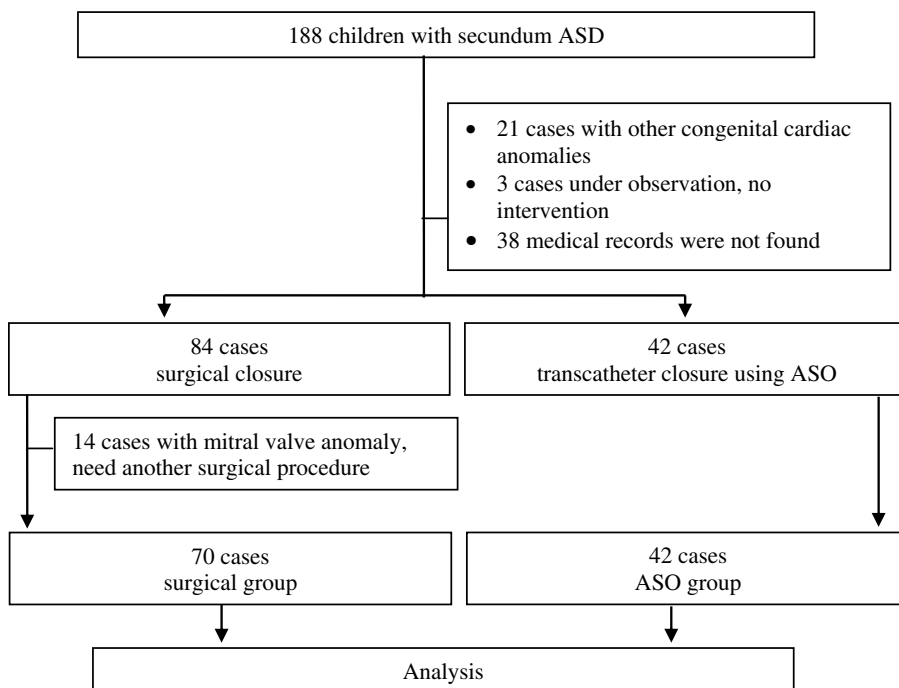 188 children with secundum ASD
• 21 cases with other congenital cardiac
anomalies
• 3 cases under observation, no
intervention
• 38 medical records were not found
84 cases
surgical closure
42 cases
transcatheter closure using ASO
14 cases with mitral valve anomaly,
need another surgical procedure
70 cases
surgical group
42 cases
ASO group
Analysis